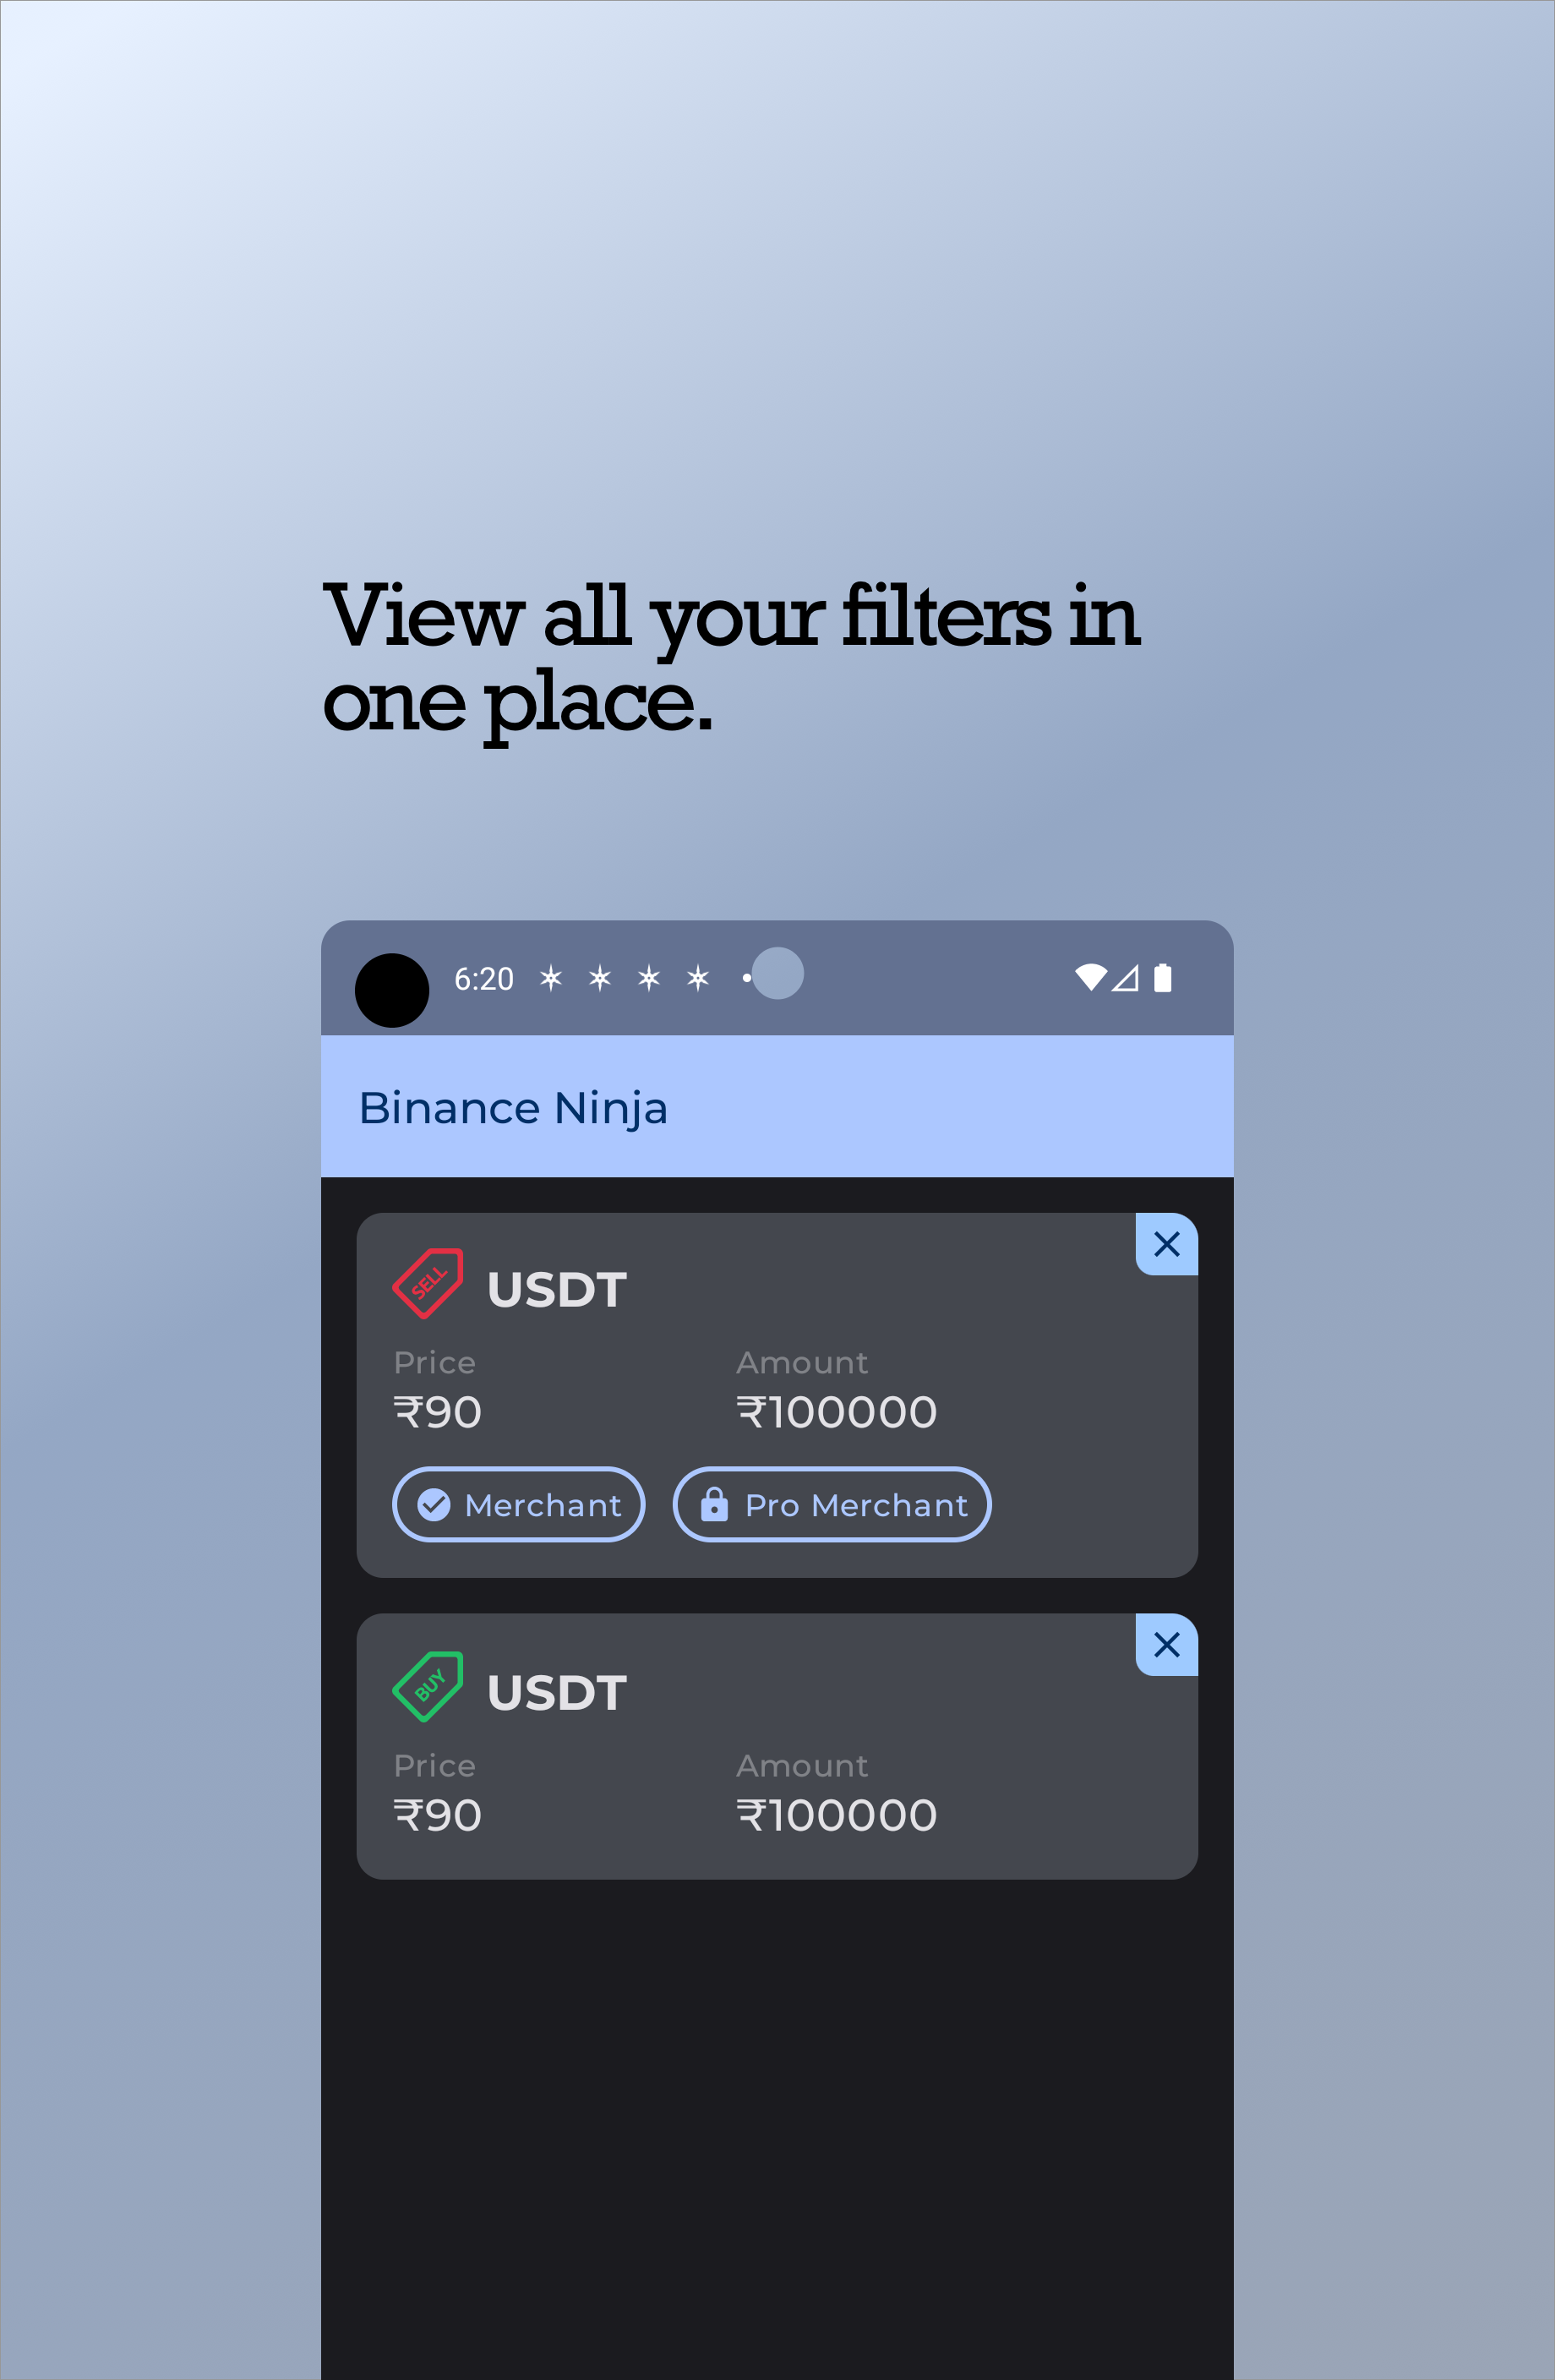 View all your filters in
one place.
6:20
Binance Ninja
SELL
USDT
Price Amount
₹90 ₹100000
Merchant Pro Merchant
BUY
USDT
Price Amount
₹90 ₹100000